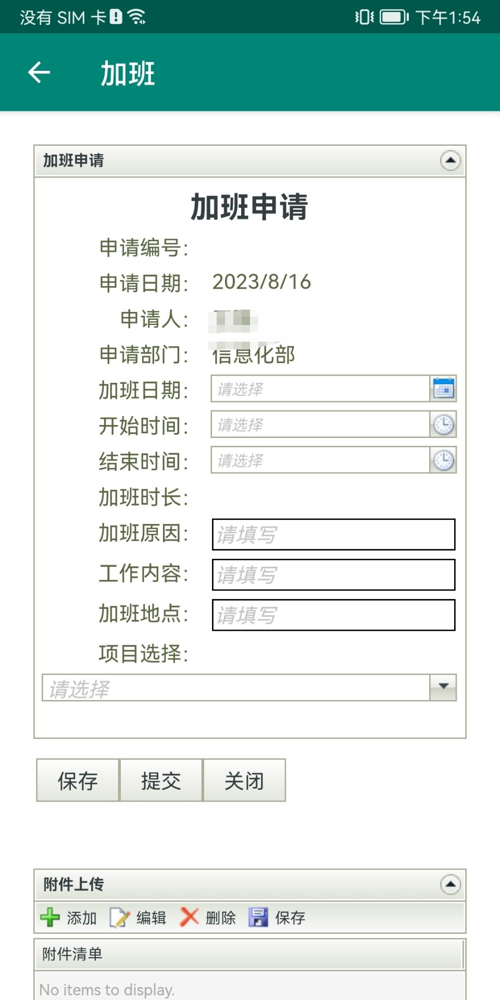 没有 SIM 卡 下午1:54
加班
加班申请
加班申请
申请编号:
申请日期: 2023/8/16
申请人:
申请部门: 信息化部
加班日期: 请选择
开始时间: 请选择
结束时间: 请选择
加班时长:
加班原因: 请填写
工作内容: 请填写
加班地点: 请填写
项目选择:
请选择
保存 提交 关闭
附件上传
添加 编辑 删除 保存
附件清单
No items to display.